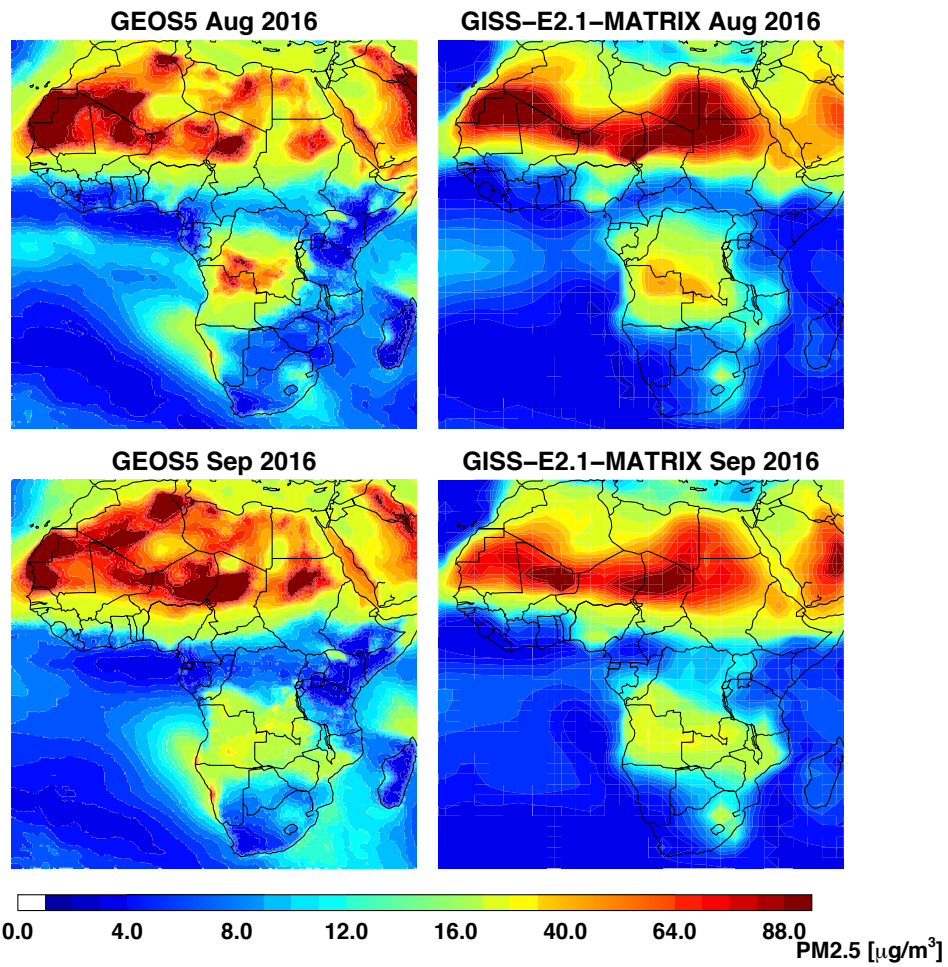 GEOS5 Aug 2016 GISS−E2.1−MATRIX Aug 2016
GEOS5 Sep 2016 GISS−E2.1−MATRIX Sep 2016
0.0 4.0 8.0 12.0 16.0 40.0 64.0 88.0
PM2.5 [μg/m³]